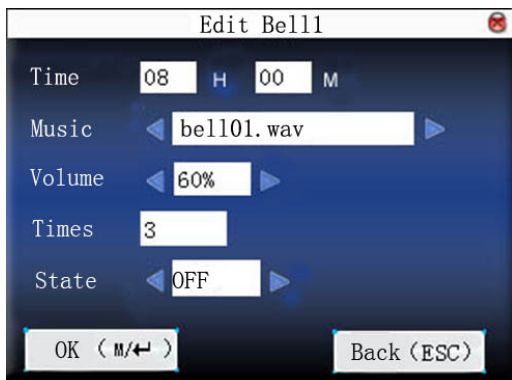 Edit Bell1
Time 08 H 00 M
Music bell01.wav
Volume 60%
Times 3
State OFF
OK (M/↵) Back(ESC)